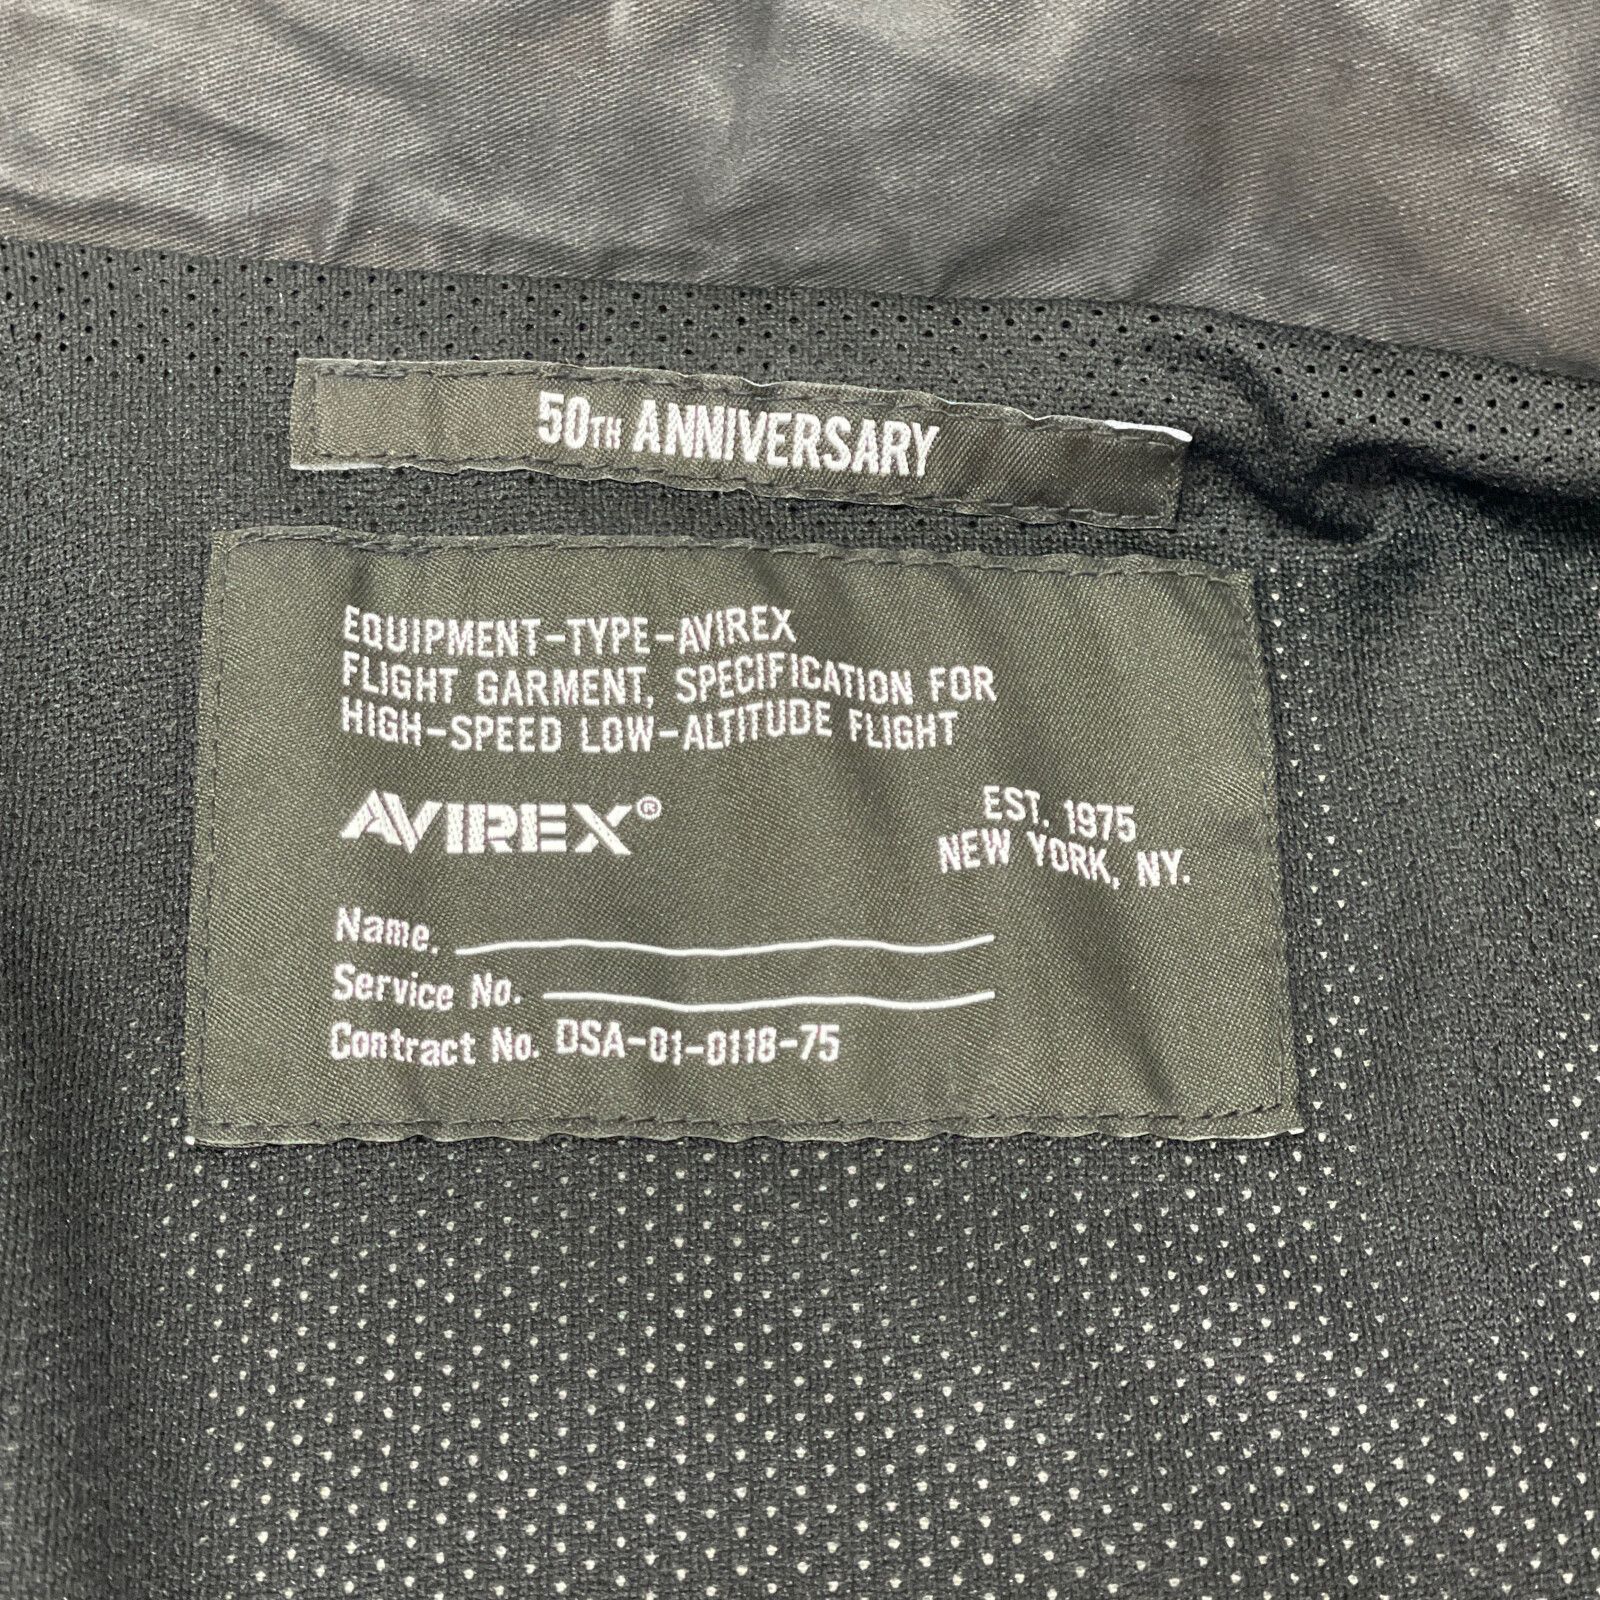 50TH ANNIVERSARY
EQUIPMENT-TYPE-AVIREX
FLIGHT GARMENT, SPECIFICATION FOR
HIGH-SPEED LOW-ALTITUDE FLIGHT
AVIREX®
EST. 1975
NEW YORK, NY.
Name.
Service No.
Contract No. DSA-01-0118-75